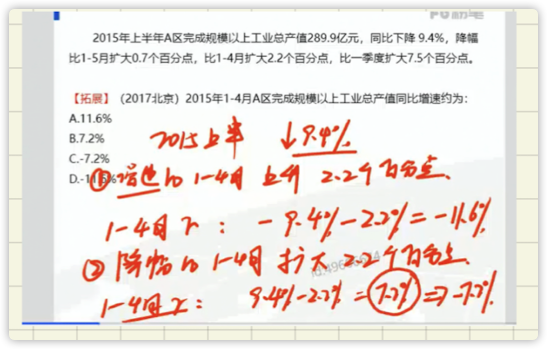 2015年上半年A区完成规模以上工业总产值289.9亿元，同比下降 9.4%，降幅
比1-5月扩大0.7个百分点，比1-4月扩大2.2个百分点，比一季度扩大7.5个百分点。
【拓展】（2017北京）2015年1-4月A区完成规模以上工业总产值同比增速约为：
A.11.6%
B.7.2%
C.-7.2%
D.-11.6%
2015上半 ↓9.4%
① 增速比 1-4月 上升 2.2个百分点.
1-4月 r： -9.4%-2.2%=-11.6%
② 降幅比 1-4月 扩大 2.2个百分点.
1-4月 r： 9.4%-2.2%=7.2%⇒-7.2%